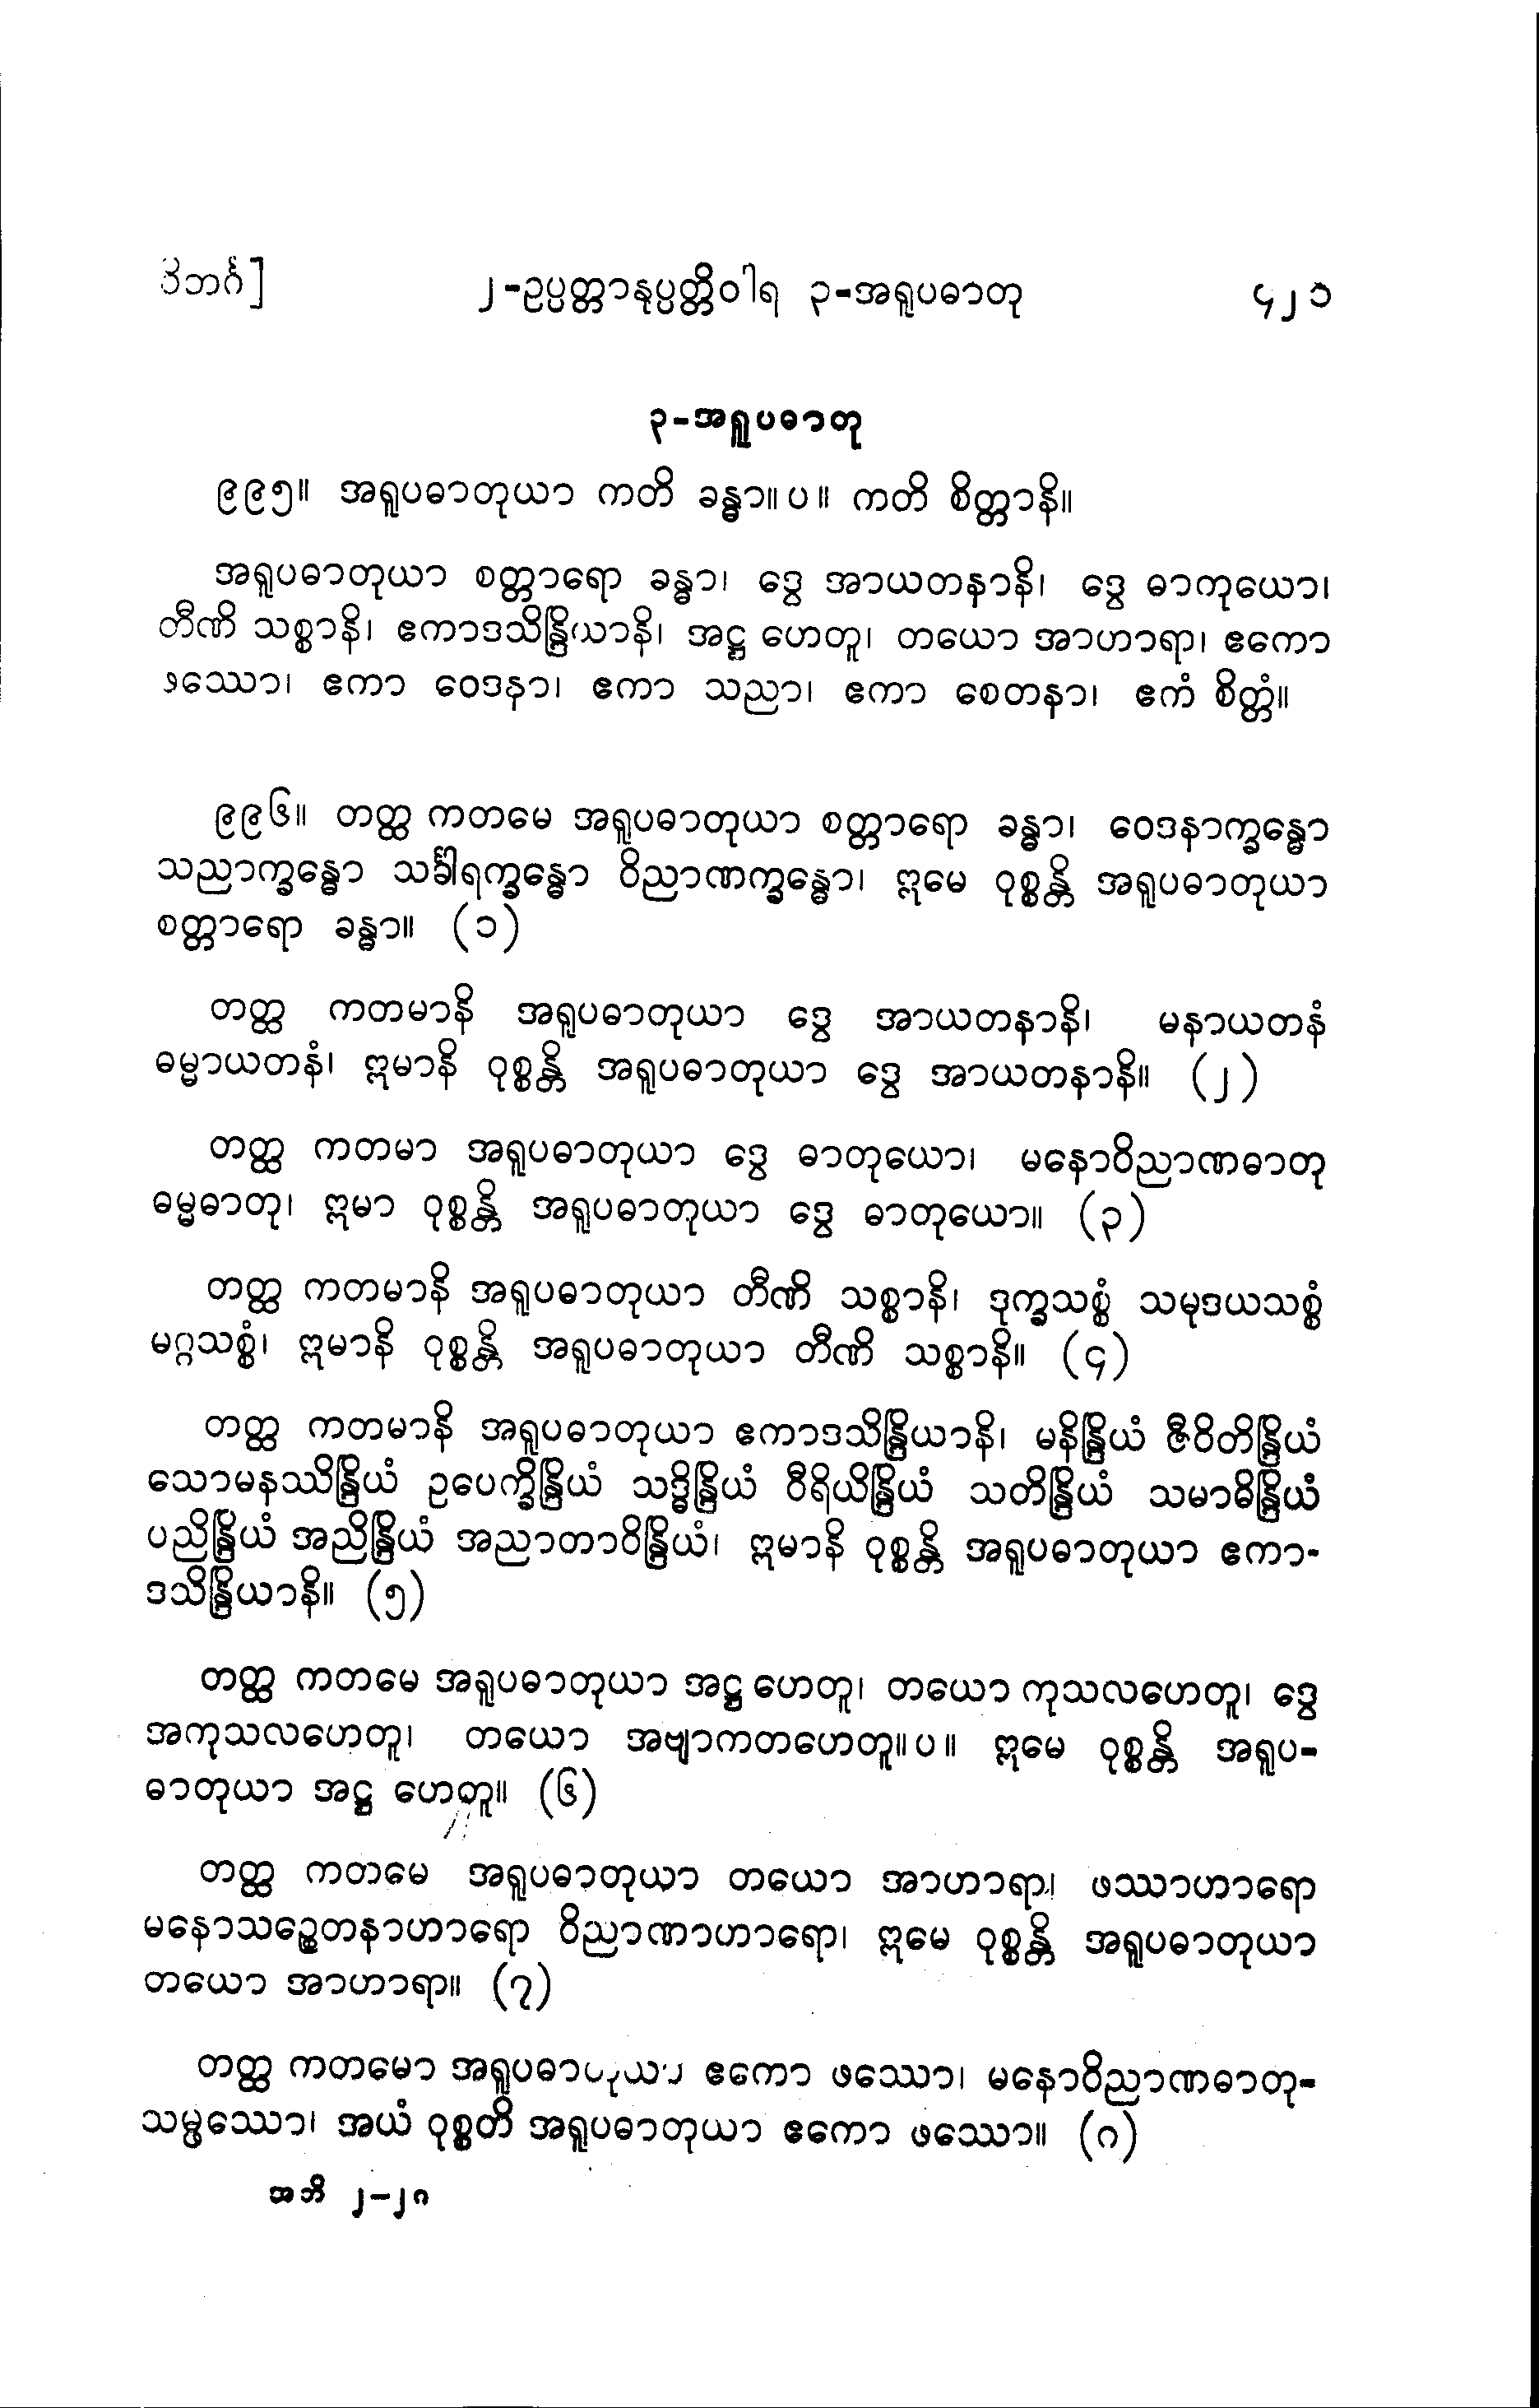 ဝိဘင်္ဂ]
၂-ဥပ္ပတ္တာနုပ္ပတ္တိဝါရ ၃-အရူပဓာတု
၄၂၁
၃-အရူပဓာတု
၉၉၅။ အရူပဓာတုယာ ကတိ ခန္ဓာ။ပ။ ကတိ စိတ္တာနိ။
အရူပဓာတုယာ စတ္တာရော ခန္ဓာ၊ ဒွေ အာယတနာနိ၊ ဒွေ ဓာကုယော၊
တီဏိ သစ္စာနိ၊ ဧကာဒသိန္ဒြိယာနိ၊ အဋ္ဌ ဟေတူ၊ တယော အာဟာရာ၊ ဧကော
ဖဿော၊ ဧကာ ဝေဒနာ၊ ဧကာ သညာ၊ ဧကာ စေတနာ၊ ဧကံ စိတ္တံ။
၉၉၆။ တတ္ထ ကတမေ အရူပဓာတုယာ စတ္တာရော ခန္ဓာ၊ ဝေဒနာက္ခန္ဓော
သညာက္ခန္ဓော သင်္ခါရက္ခန္ဓော ဝိညာဏက္ခန္ဓော၊ ဣမေ ဝုစ္စန္တိ အရူပဓာတုယာ
စတ္တာရော ခန္ဓာ။ (၁)
တတ္ထ ကတမာနိ အရူပဓာတုယာ ဒွေ အာယတနာနိ၊ မနာယတနံ
ဓမ္မာယတနံ၊ ဣမာနိ ဝုစ္စန္တိ အရူပဓာတုယာ ဒွေ အာယတနာနိ။ (၂)
တတ္ထ ကတမာ အရူပဓာတုယာ ဒွေ ဓာတုယော၊ မနောဝိညာဏဓာတု
ဓမ္မဓာတု၊ ဣမာ ဝုစ္စန္တိ အရူပဓာတုယာ ဒွေ ဓာတုယော။ (၃)
တတ္ထ ကတမာနိ အရူပဓာတုယာ တီဏိ သစ္စာနိ၊ ဒုက္ခသစ္စံ သမုဒယသစ္စံ
မဂ္ဂသစ္စံ၊ ဣမာနိ ဝုစ္စန္တိ အရူပဓာတုယာ တီဏိ သစ္စာနိ။ (၄)
တတ္ထ ကတမာနိ အရူပဓာတုယာ ဧကာဒသိန္ဒြိယာနိ၊ မနိန္ဒြိယံ ဇီဝိတိန္ဒြိယံ
သောမနဿိန္ဒြိယံ ဥပေက္ခိန္ဒြိယံ သဒ္ဓိန္ဒြိယံ ဝီရိယိန္ဒြိယံ သတိန္ဒြိယံ သမာဓိန္ဒြိယံ
ပညိန္ဒြိယံ အညိန္ဒြိယံ အညာတာဝိန္ဒြိယံ၊ ဣမာနိ ဝုစ္စန္တိ အရူပဓာတုယာ ဧကာ-
ဒသိန္ဒြိယာနိ။ (၅)
တတ္ထ ကတမေ အရူပဓာတုယာ အဋ္ဌ ဟေတူ၊ တယော ကုသလဟေတူ၊ ဒွေ
အကုသလဟေတူ၊ တယော အဗျာကတဟေတူ။ပ။ ဣမေ ဝုစ္စန္တိ အရူပ-
ဓာတုယာ အဋ္ဌ ဟေတူ။ (၆)
တတ္ထ ကတမေ အရူပဓာတုယာ တယော အာဟာရာ၊ ဖဿာဟာရော
မနောသဉ္စေတနာဟာရော ဝိညာဏာဟာရော၊ ဣမေ ဝုစ္စန္တိ အရူပဓာတုယာ
တယော အာဟာရာ။ (၇)
တတ္ထ ကတမော အရူပဓာတုယာ ဧကော ဖဿော၊ မနောဝိညာဏဓာတု-
သမ္ဖဿော၊ အယံ ဝုစ္စတိ အရူပဓာတုယာ ဧကော ဖဿော။ (၈)
အဘိ ၂-၂၈